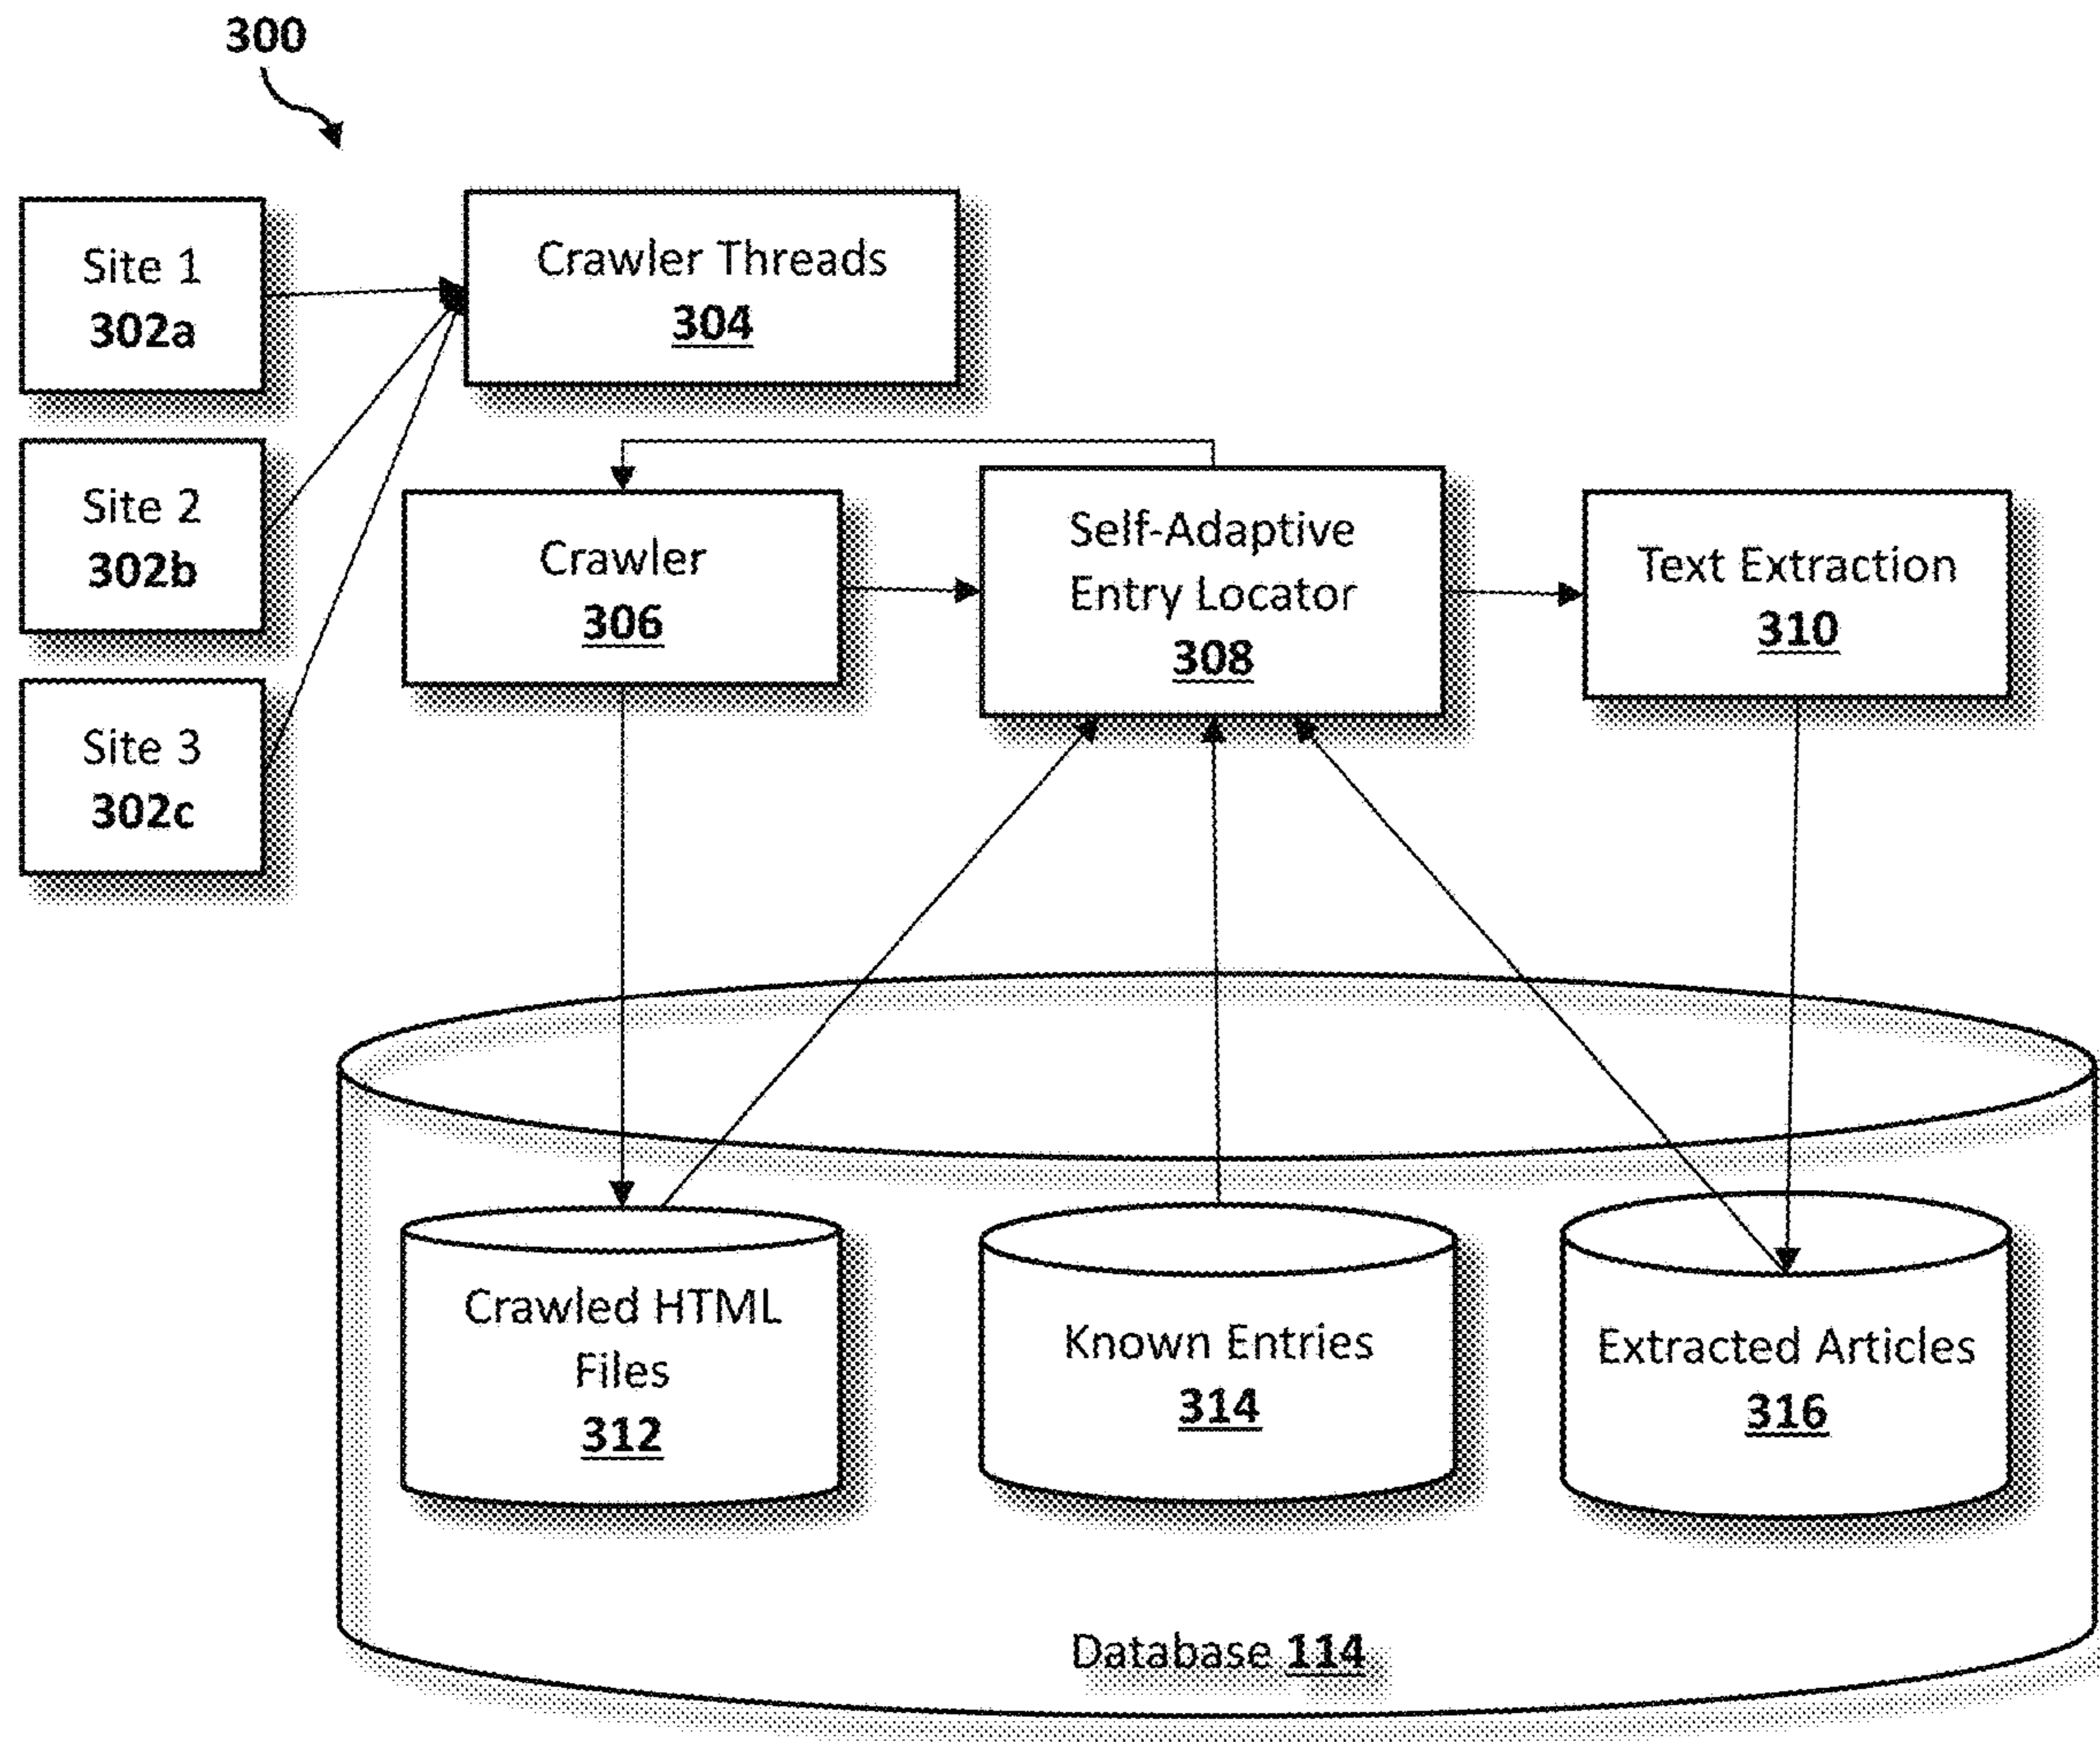 300
Site 1
302a
Crawler Threads
304
Site 2
302b
Crawler
306
Self-Adaptive
Entry Locator
308
Text Extraction
310
Site 3
302c
Crawled HTML
Files
312
Known Entries
314
Extracted Articles
316
Database 114